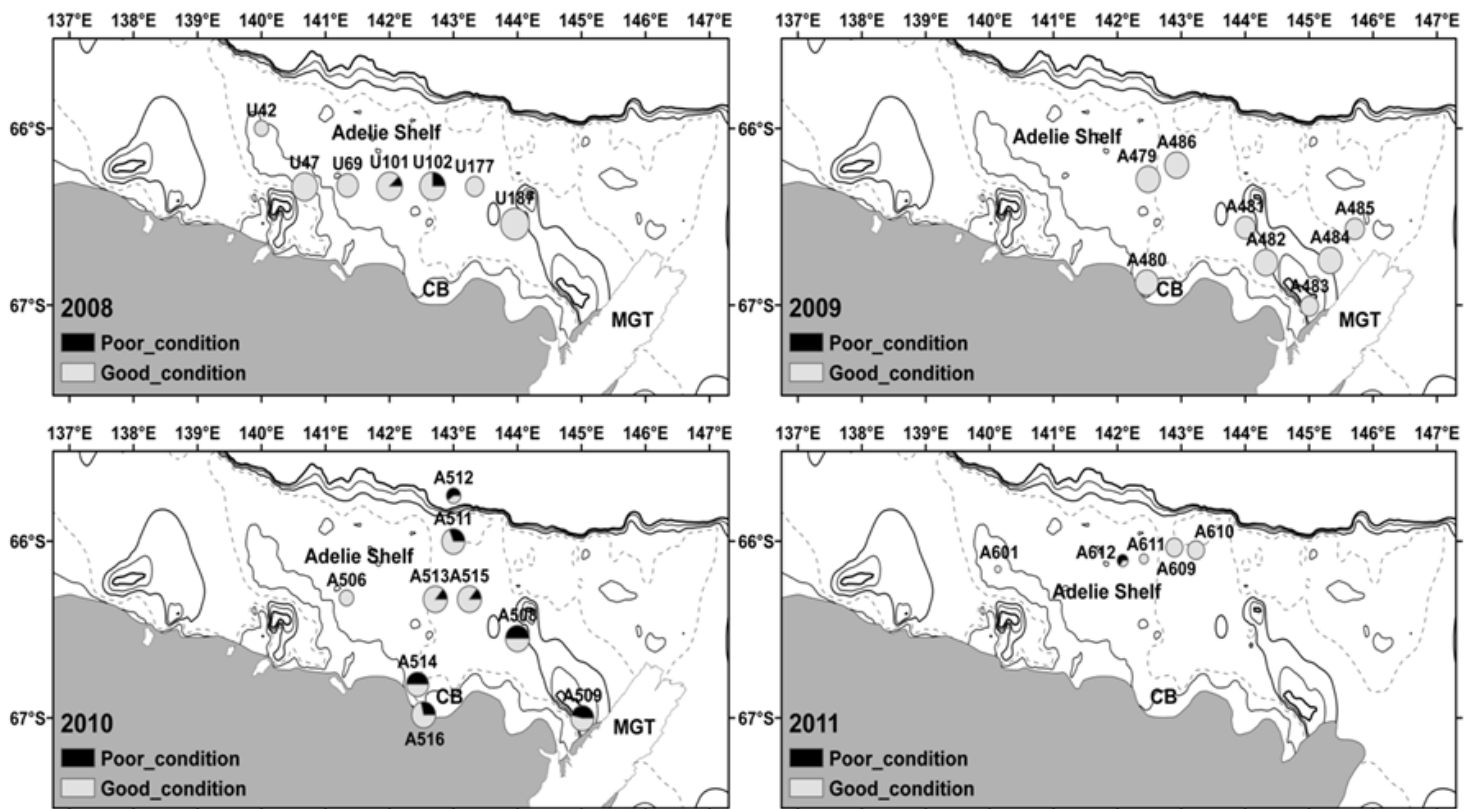 137°E 138°E 139°E 140°E 141°E 142°E 143°E 144°E 145°E 146°E 147°E
66°S
67°S
U42
Adelie Shelf
U47 U69 U101 U102 U177
U187
CB
MGT
2008
Poor_condition
Good_condition
137°E 138°E 139°E 140°E 141°E 142°E 143°E 144°E 145°E 146°E 147°E
Adelie Shelf
A486
A479
A481
A485
A482
A484
A480
A483
CB
MGT
2009
Poor_condition
Good_condition
137°E 138°E 139°E 140°E 141°E 142°E 143°E 144°E 145°E 146°E 147°E
66°S
67°S
A512
A511
Adelie Shelf
A506
A513 A515
A508
A514
CB
A509
A516
MGT
2010
Poor_condition
Good_condition
137°E 138°E 139°E 140°E 141°E 142°E 143°E 144°E 145°E 146°E 147°E
A601
A612
A611
A610
A609
Adelie Shelf
CB
2011
Poor_condition
Good_condition